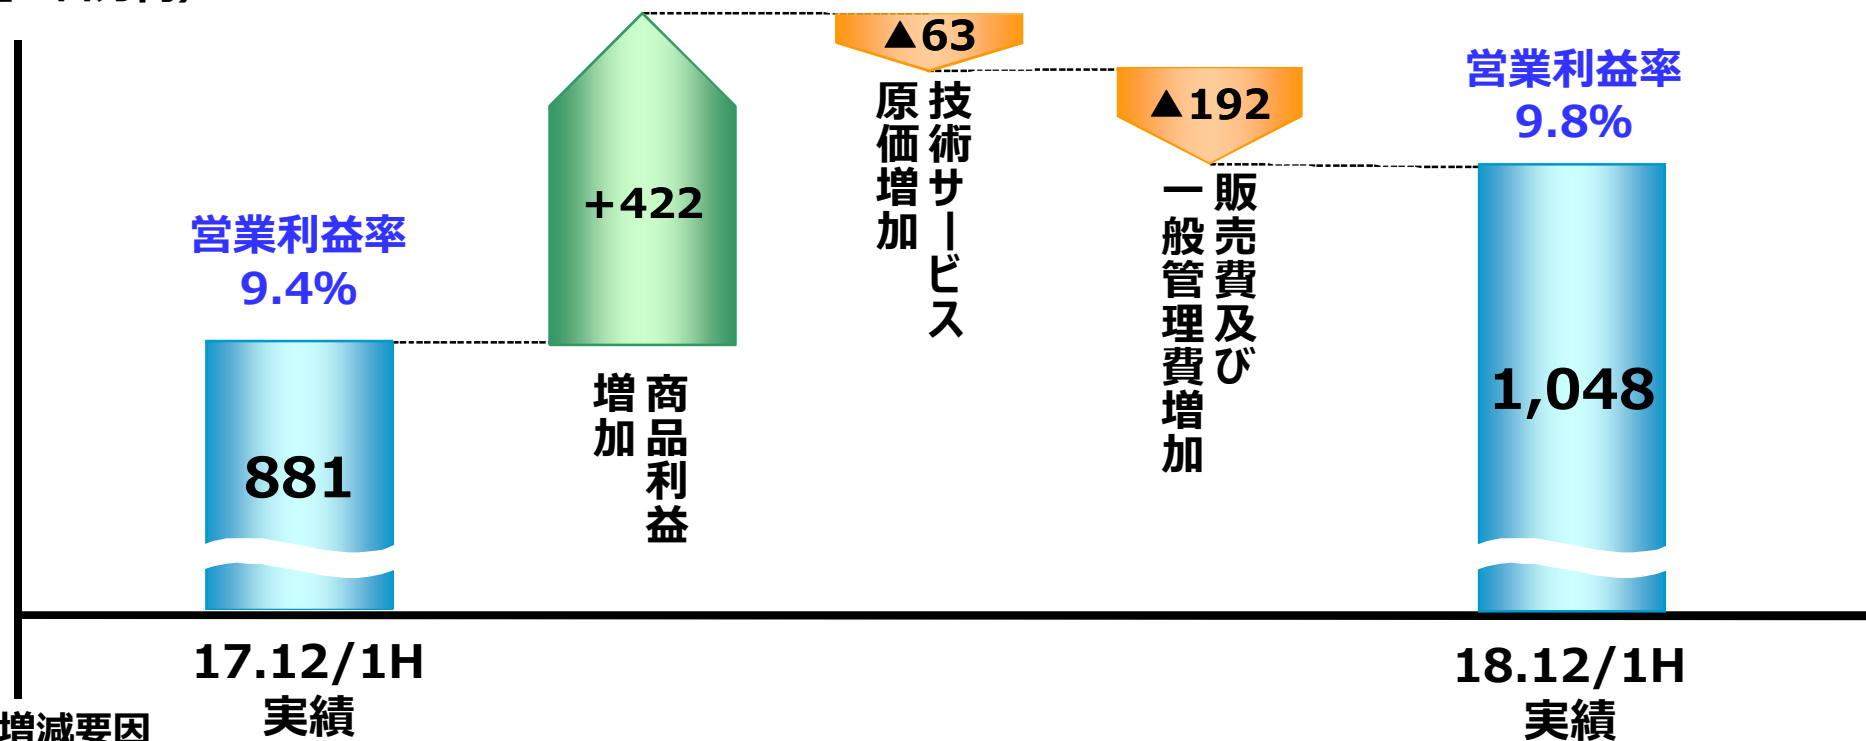 営業利益率
9.4%
881
17.12/1H
実績
+422
商品利益
増加
▲63
技術サービス
原価増加
▲192
販売費及び
一般管理費増加
営業利益率
9.8%
1,048
18.12/1H
実績
増減要因